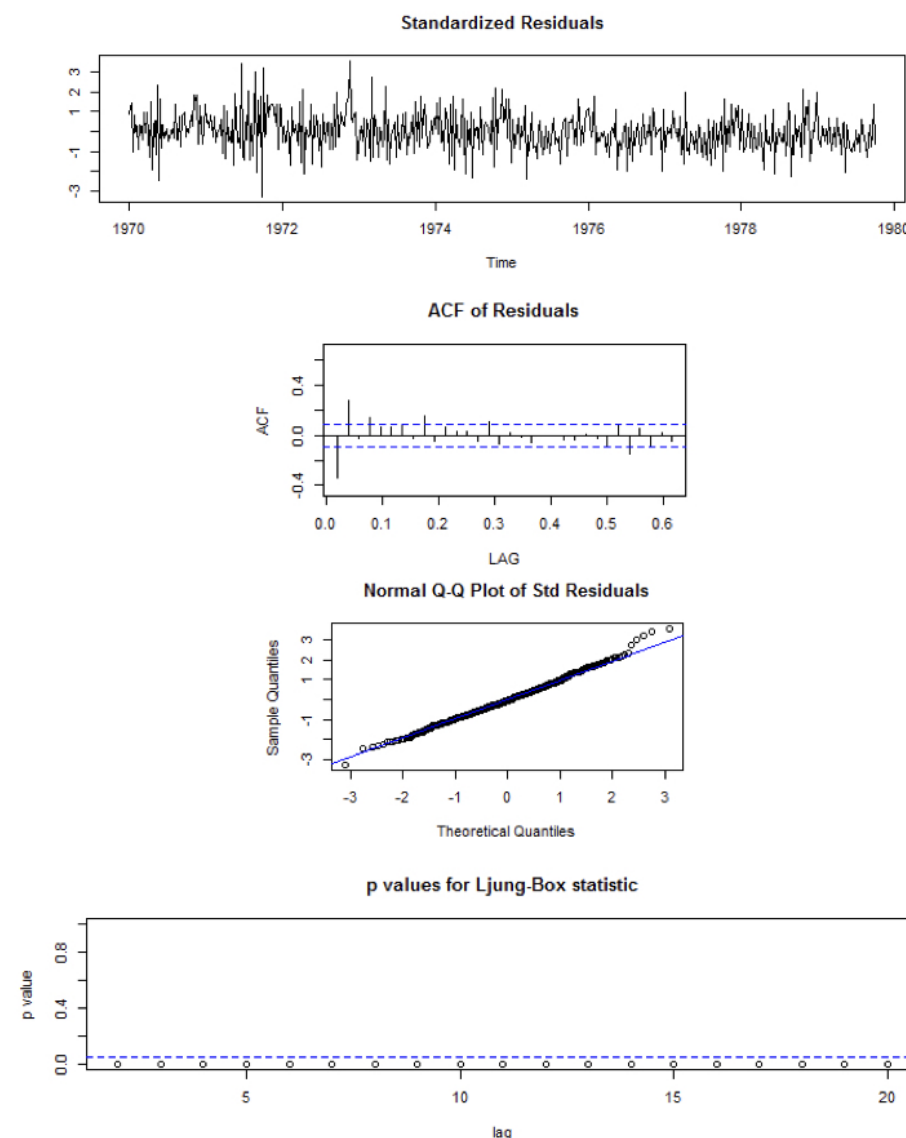 Standardized Residuals
3
2
1
-1
-3
1970 1972 1974 1976 1978 1980
Time
ACF of Residuals
ACF
0.4
0.0
-0.4
0.0 0.1 0.2 0.3 0.4 0.5 0.6
LAG
Normal Q-Q Plot of Std Residuals
Sample Quantiles
3
2
1
-1
-3
-3 -2 -1 0 1 2 3
Theoretical Quantiles
p values for Ljung-Box statistic
p value
0.8
0.4
0.0
5 10 15 20
lag